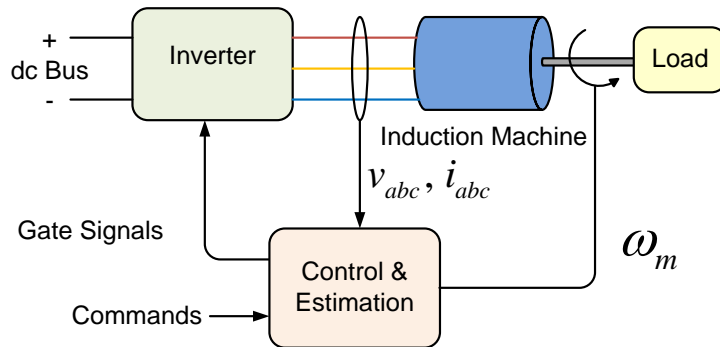 +
dc Bus
-
Inverter
Load
Induction Machine
v_abc, i_abc
Gate Signals
Control &
Estimation
ω_m
Commands